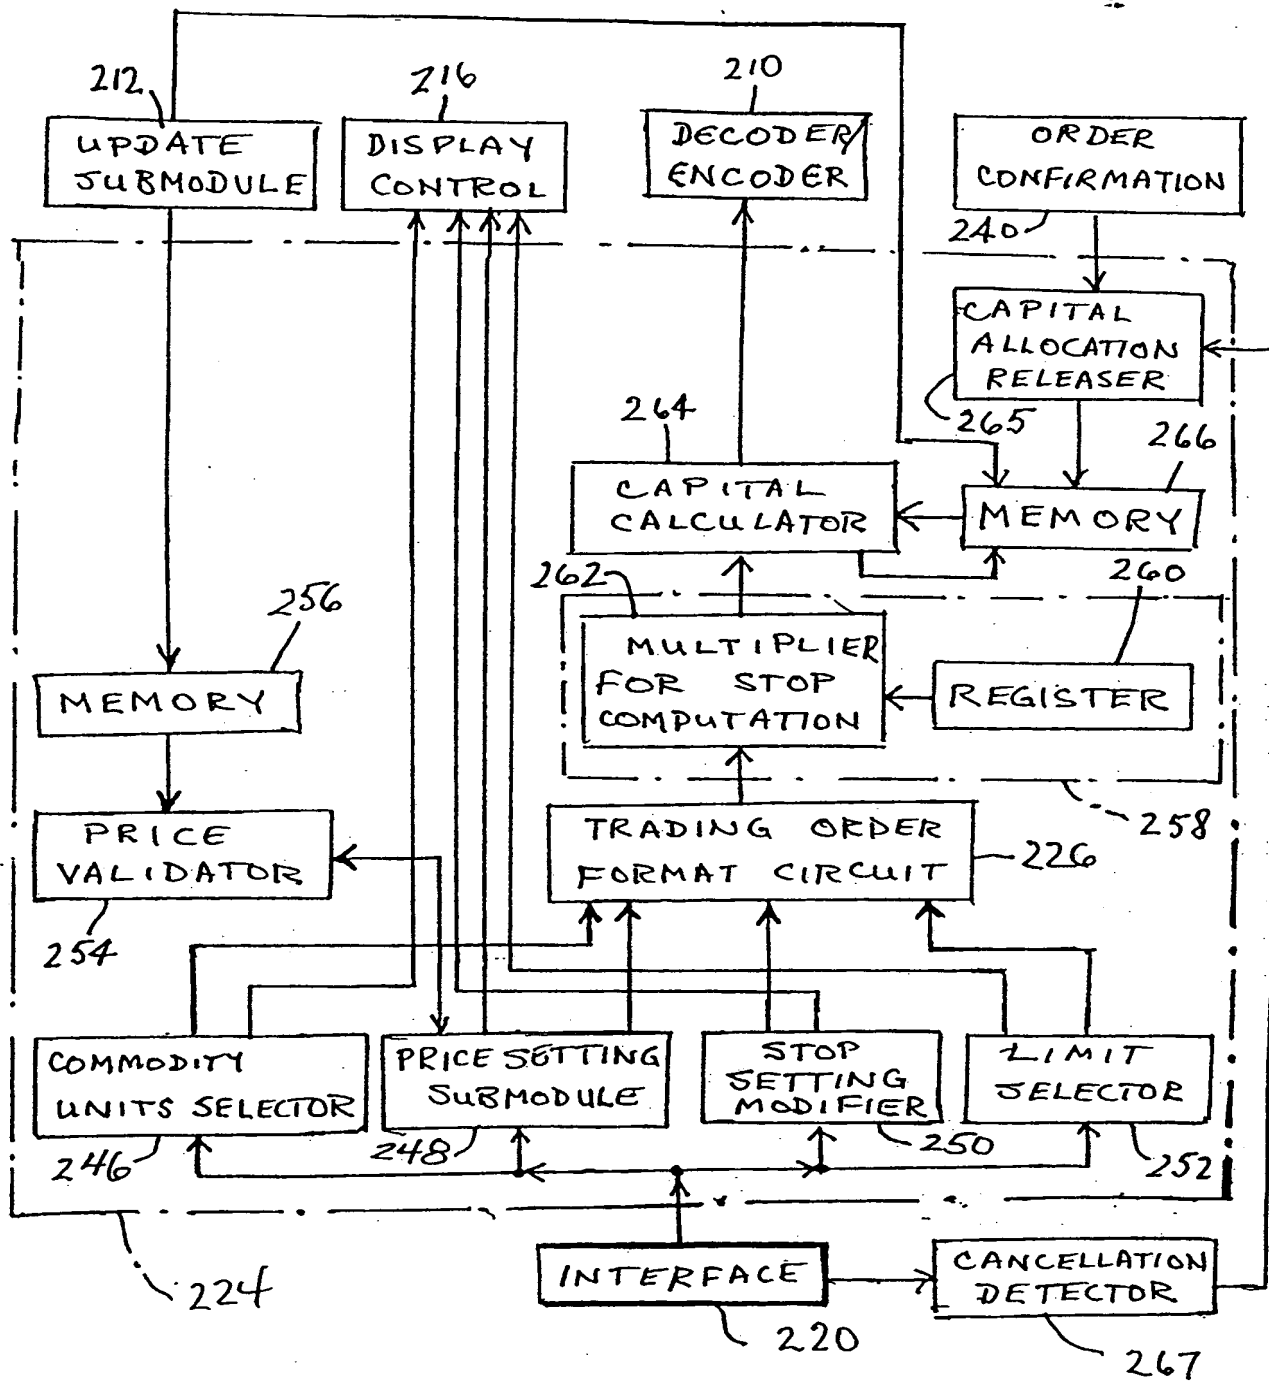 212
216
210
UPDATE
SUBMODULE
DISPLAY
CONTROL
DECODER/
ENCODER
ORDER
CONFIRMATION
240
CAPITAL
ALLOCATION
RELEASER
265
264
266
CAPITAL
CALCULATOR
MEMORY
262
260
256
MULTIPLIER
FOR STOP
COMPUTATION
REGISTER
MEMORY
258
PRICE
VALIDATOR
TRADING ORDER
FORMAT CIRCUIT
226
254
COMMODITY
UNITS SELECTOR
PRICE SETTING
SUBMODULE
STOP
SETTING
MODIFIER
LIMIT
SELECTOR
246
248
250
252
INTERFACE
CANCELLATION
DETECTOR
224
220
267